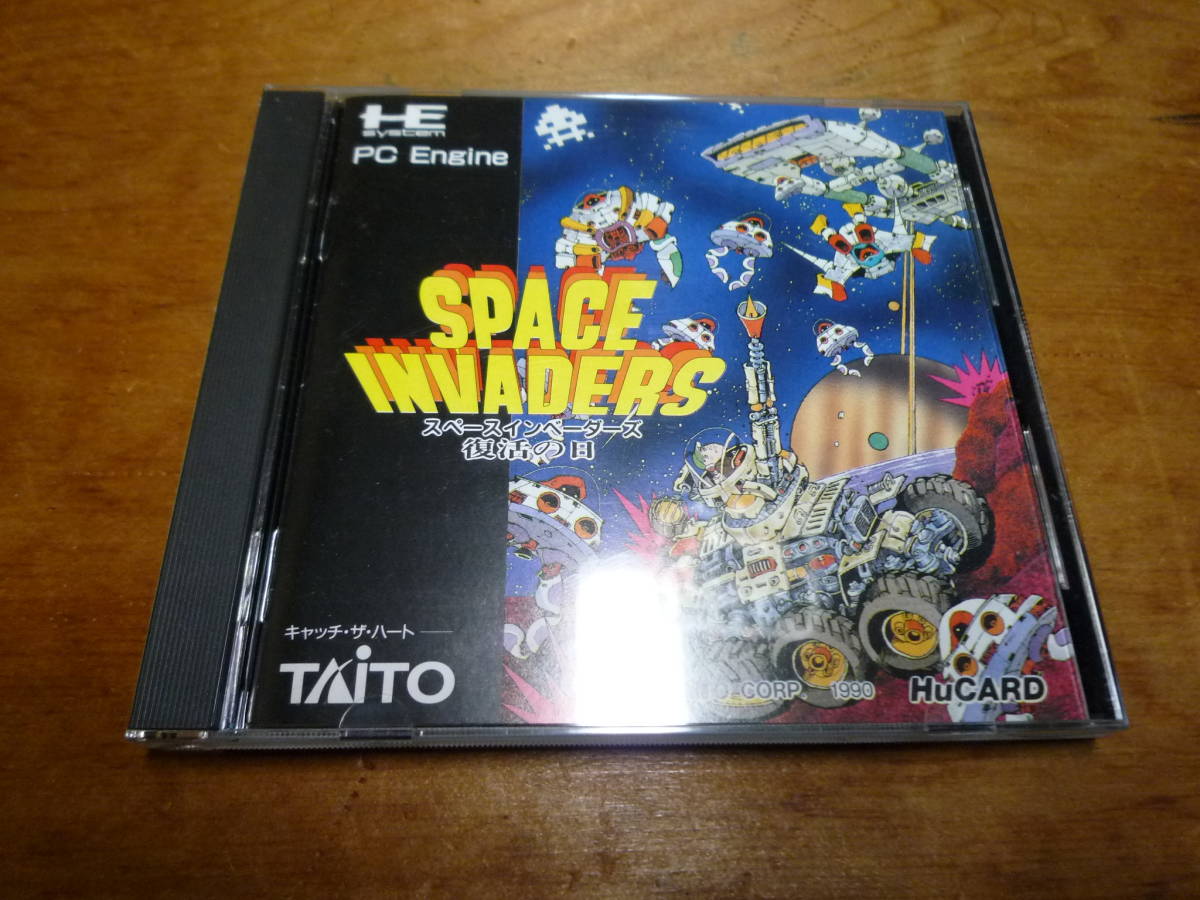 HE
system
PC Engine
SPACE
INVADERS
スペースインベーダーズ
復活の日
キャッチ・ザ・ハート
TAITO
CORP. 1990
HuCARD